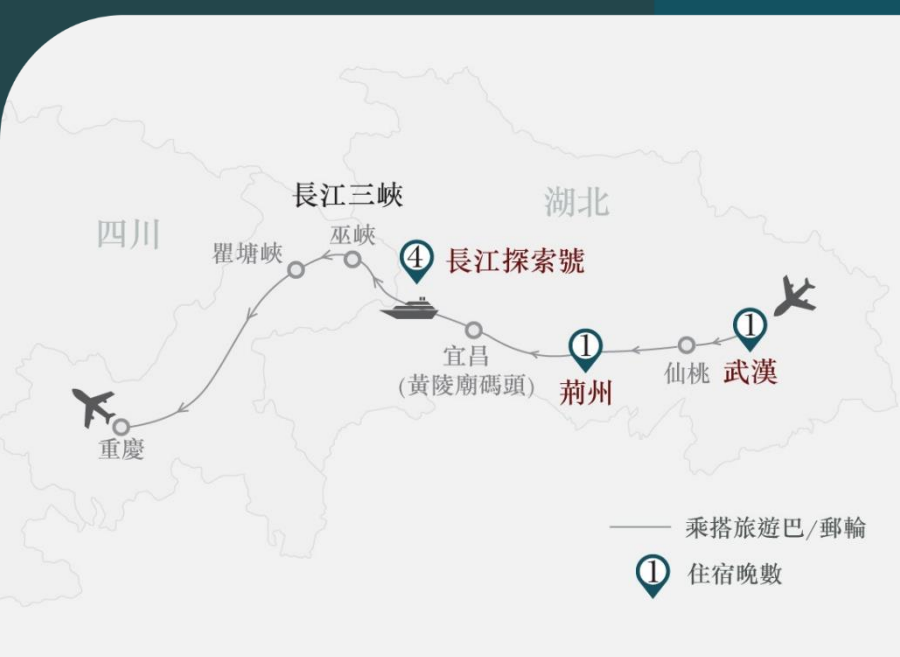 長江三峽
湖北
四川
巫峽
瞿塘峽
4
長江探索號
1
1
宜昌
(黃陵廟碼頭)
荊州
仙桃
武漢
重慶
乘搭旅遊巴/郵輪
1
住宿晚數